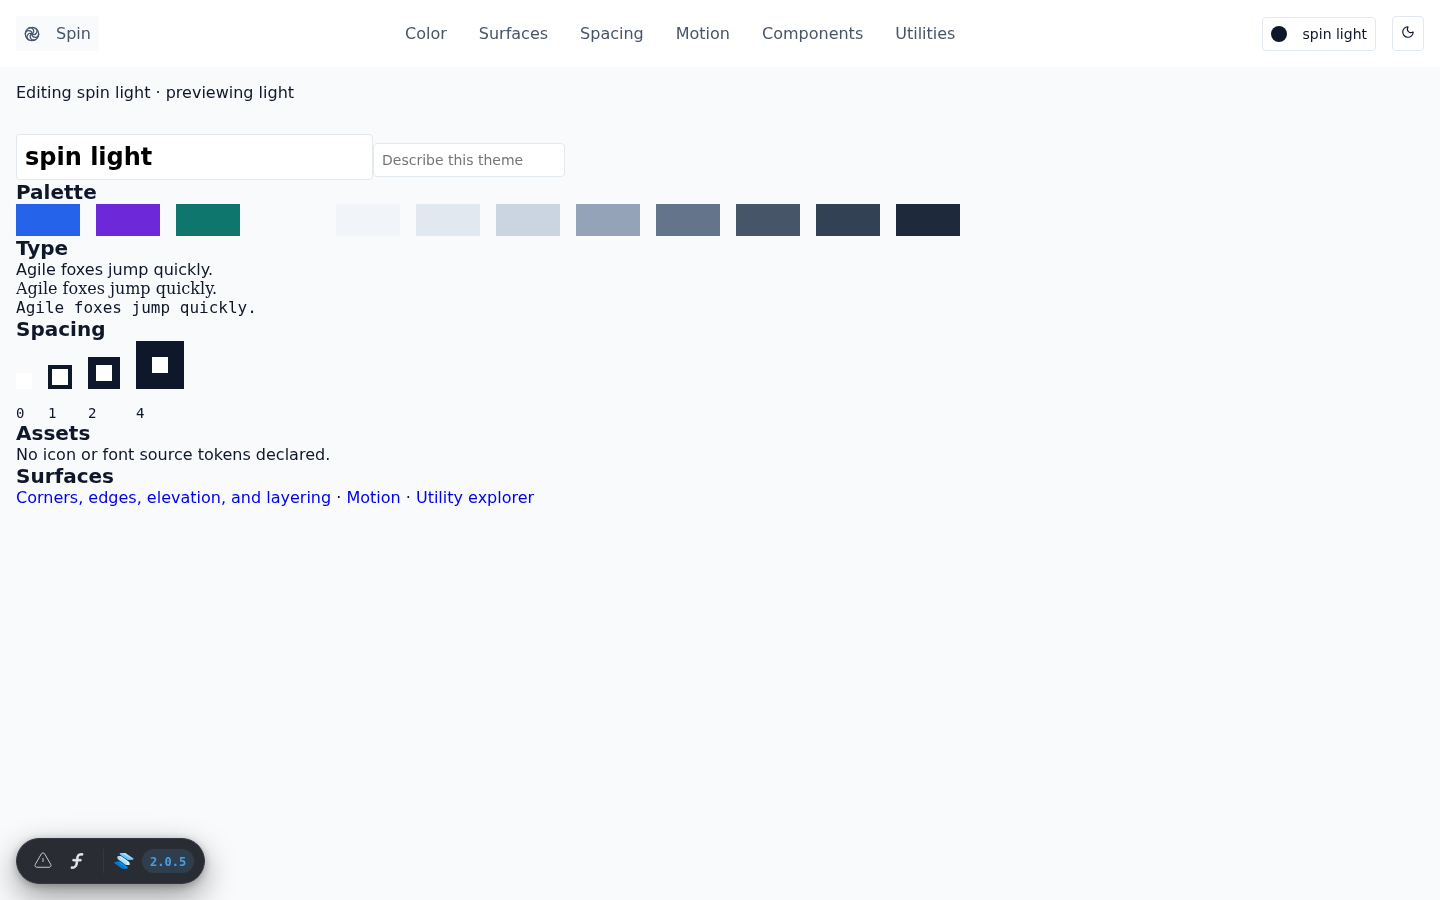 Spin
Color Surfaces Spacing Motion Components Utilities
spin light
Editing spin light · previewing light
spin light
Describe this theme
Palette
Type
Agile foxes jump quickly.
Agile foxes jump quickly.
Agile foxes jump quickly.
Spacing
0 1 2 4
Assets
No icon or font source tokens declared.
Surfaces
Corners, edges, elevation, and layering · Motion · Utility explorer
2.0.5